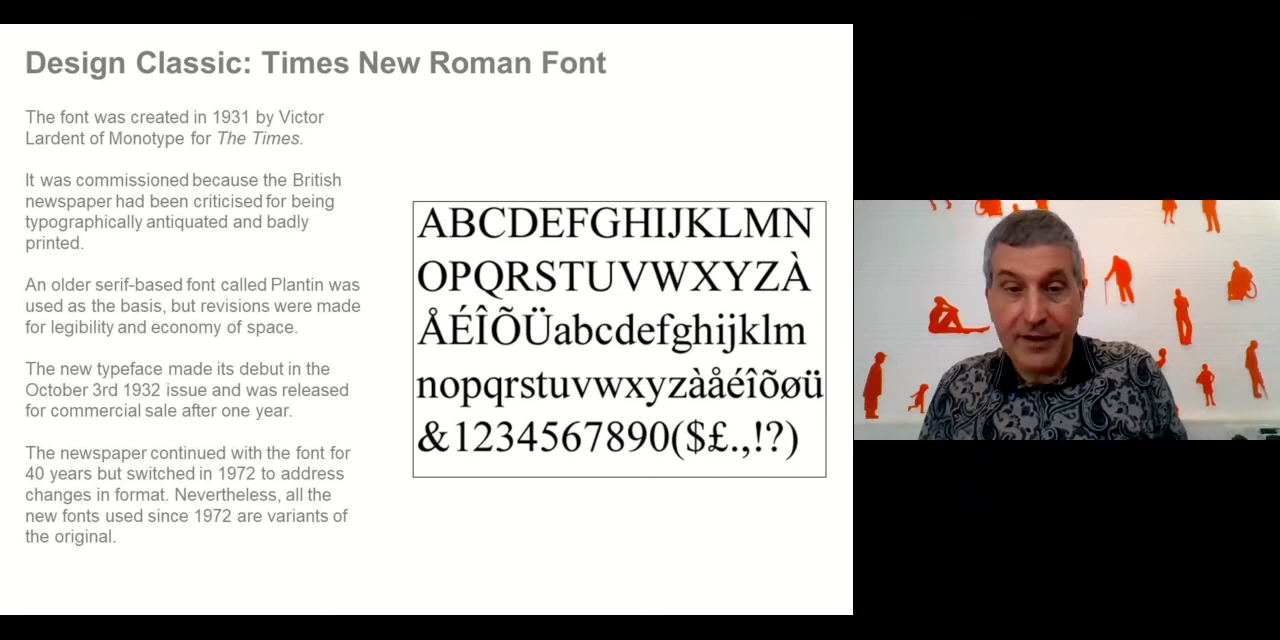 Design Classic: Times New Roman Font
The font was created in 1931 by Victor
Lardent of Monotype for The Times.
It was commissioned because the British
newspaper had been criticised for being
typographically antiquated and badly
printed.
An older serif-based font called Plantin was
used as the basis, but revisions were made
for legibility and economy of space.
The new typeface made its debut in the
October 3rd 1932 issue and was released
for commercial sale after one year.
The newspaper continued with the font for
40 years but switched in 1972 to address
changes in format. Nevertheless, all the
new fonts used since 1972 are variants of
the original.
ABCDEFGHIJKLMN
OPQRSTUVWXYZÀ
ÅÉÎÕÜabcdefghijklm
nopqrstuvwxyzàåéîõøü
&1234567890($£.,!?)